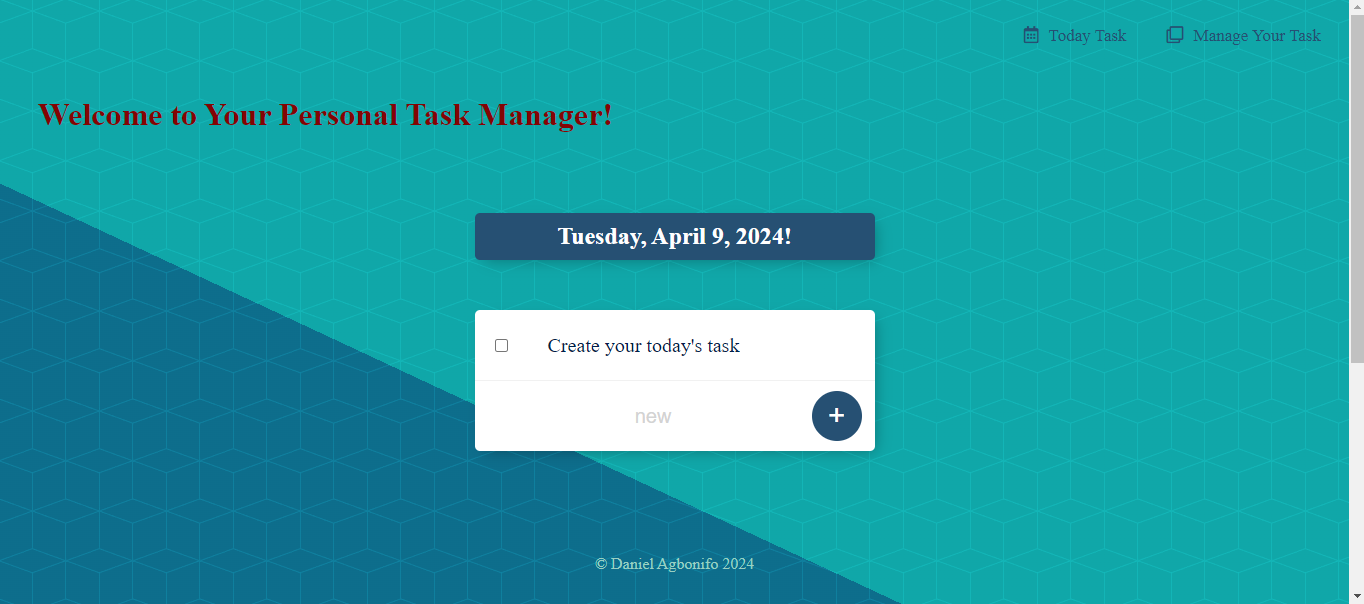 Today Task
Manage Your Task
Welcome to Your Personal Task Manager!
Tuesday, April 9, 2024!
Create your today's task
new
+
© Daniel Agbonifo 2024